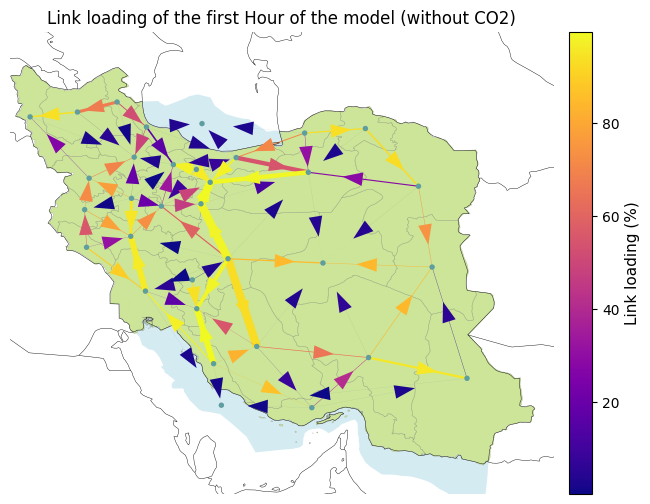 Link loading of the first Hour of the model (without CO2)
80
60
40
20
Link loading (%)